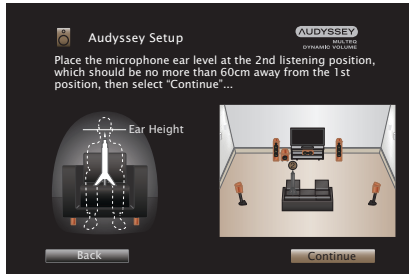 Audyssey Setup
AUDYSSEY
MULTEQ
DYNAMIC VOLUME
Place the microphone ear level at the 2nd listening position,
which should be no more than 60cm away from the 1st
position, then select “Continue”...
Ear Height
Back
Continue